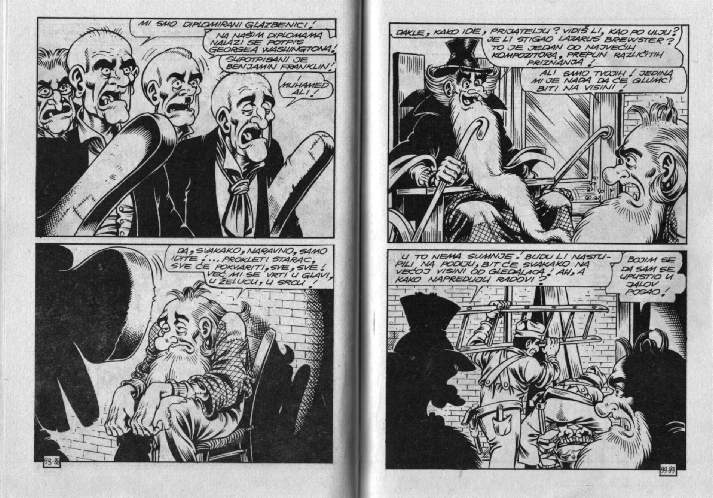 MI SMO DIPLOMIRANI GLAZBENICI!
NA NAŠIM DIPLOMAMA
NALAZI SE POTPIS
GEORGEA WASHINGTONA!
SUPOTPISANI JE
BENJAMIN FRANKLIN!
MUHAMED
ALI!
DA, SVAKAKO, NARAVNO, SAMO
IDITE!... PROKLETI STARAC,
SVE ĆE POKVARITI, SVE, SVE!
SVE MI SE VRTI U GLAVI,
U ŽELUCU, U SRCU!
DAKLE, KAKO IDE, PRIJATELJU? VIDIŠ LI, KAO PO ULJU?
JE LI STIGAO LAZARUS BREWSTER?
TO JE JEDAN OD NAJVEĆIH
KOMPOZITORA, PREPUN RAZLIČITIH
PRIZNANJA!
ALI SAMO TVOJIH! JEDINA
MI JE NADA DA ĆE GLUMCI
BITI NA VISINI!
U TO NEMA SUMNJE! BUDU LI NASTU-
PILI NA PODIJU, BIT ĆE SVAKAKO NA
VEĆOJ VISINI OD GLEDALACA! AH, A
KAKO NAPREDUJU RADOVI?
BOJIM SE
DA SAM SE
UPUSTIO U
JALOV
POSAO!